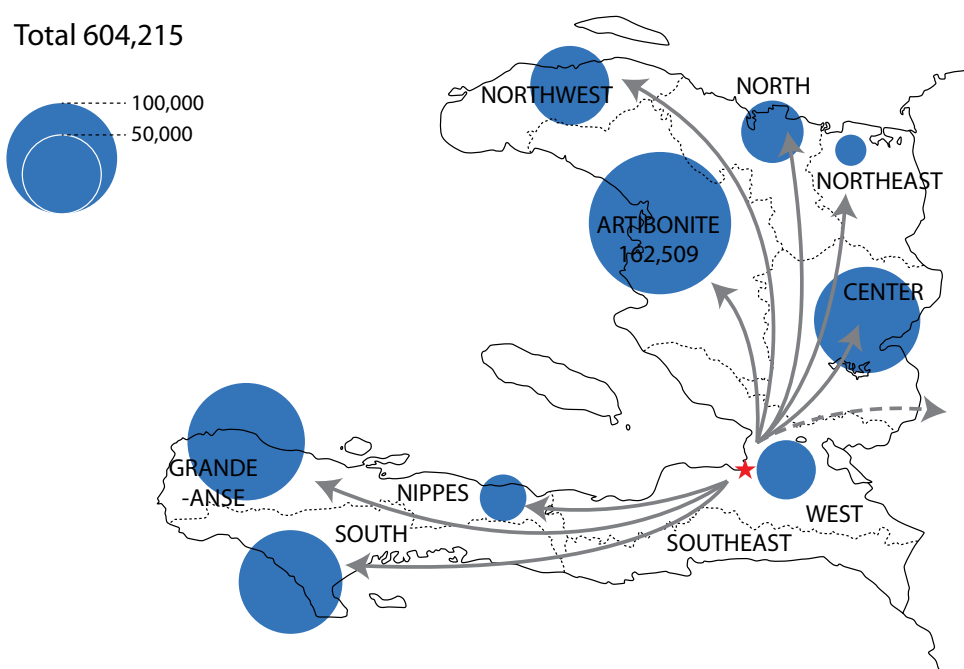 Total 604,215
100,000
50,000
NORTHWEST
NORTH
NORTHEAST
ARTIBONITE
162,509
CENTER
GRANDE
-ANSE
NIPPES
SOUTH
WEST
SOUTHEAST